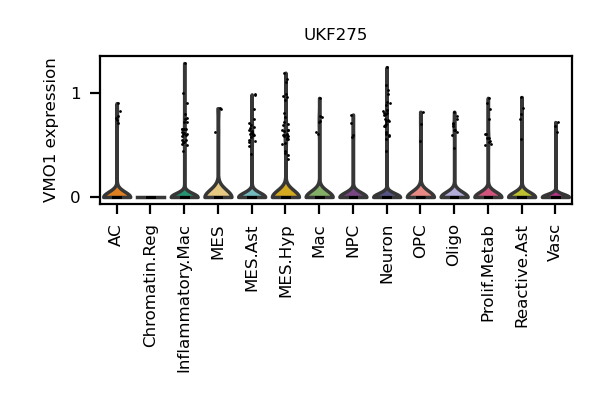 UKF275
VMO1 expression
1
0
AC
Chromatin.Reg
Inflammatory.Mac
MES
MES.Ast
MES.Hyp
Mac
NPC
Neuron
OPC
Oligo
Prolif.Metab
Reactive.Ast
Vasc